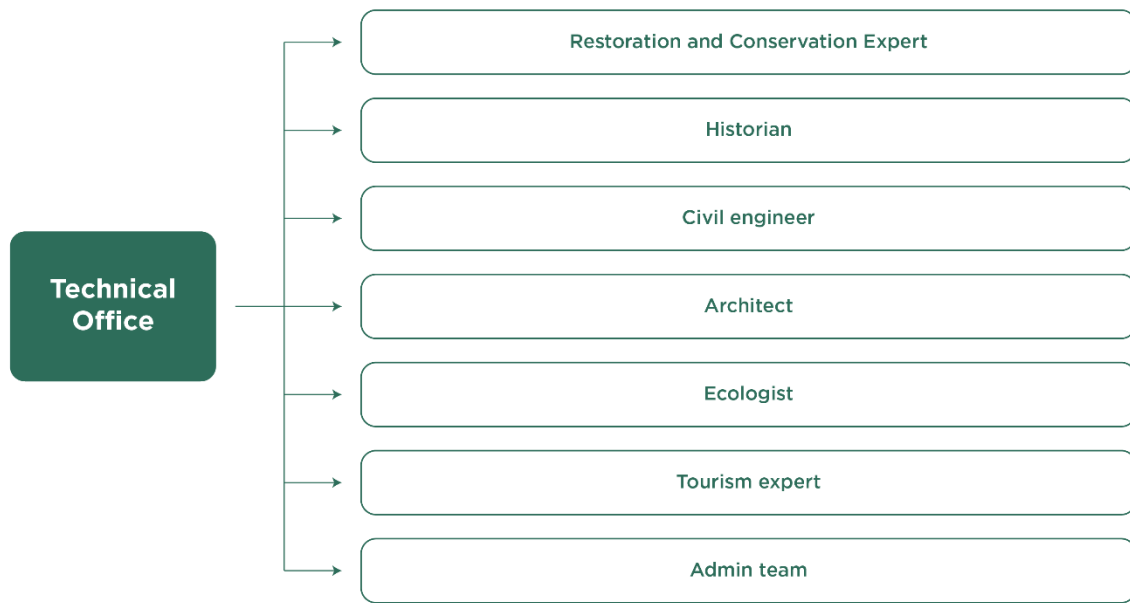 Technical
Office
Restoration and Conservation Expert
Historian
Civil engineer
Architect
Ecologist
Tourism expert
Admin team